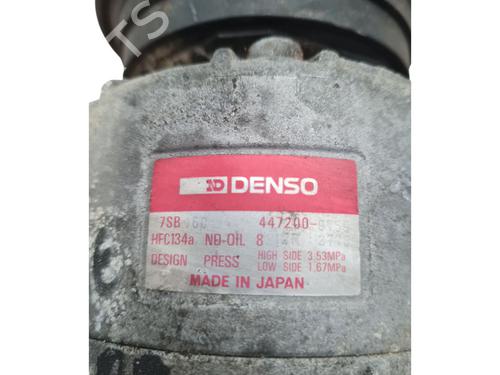 DENSO
7SB 447200-
HFC134a ND-OIL 8
DESIGN PRESS HIGH SIDE 3.53MPa
LOW SIDE 1.67MPa
MADE IN JAPAN